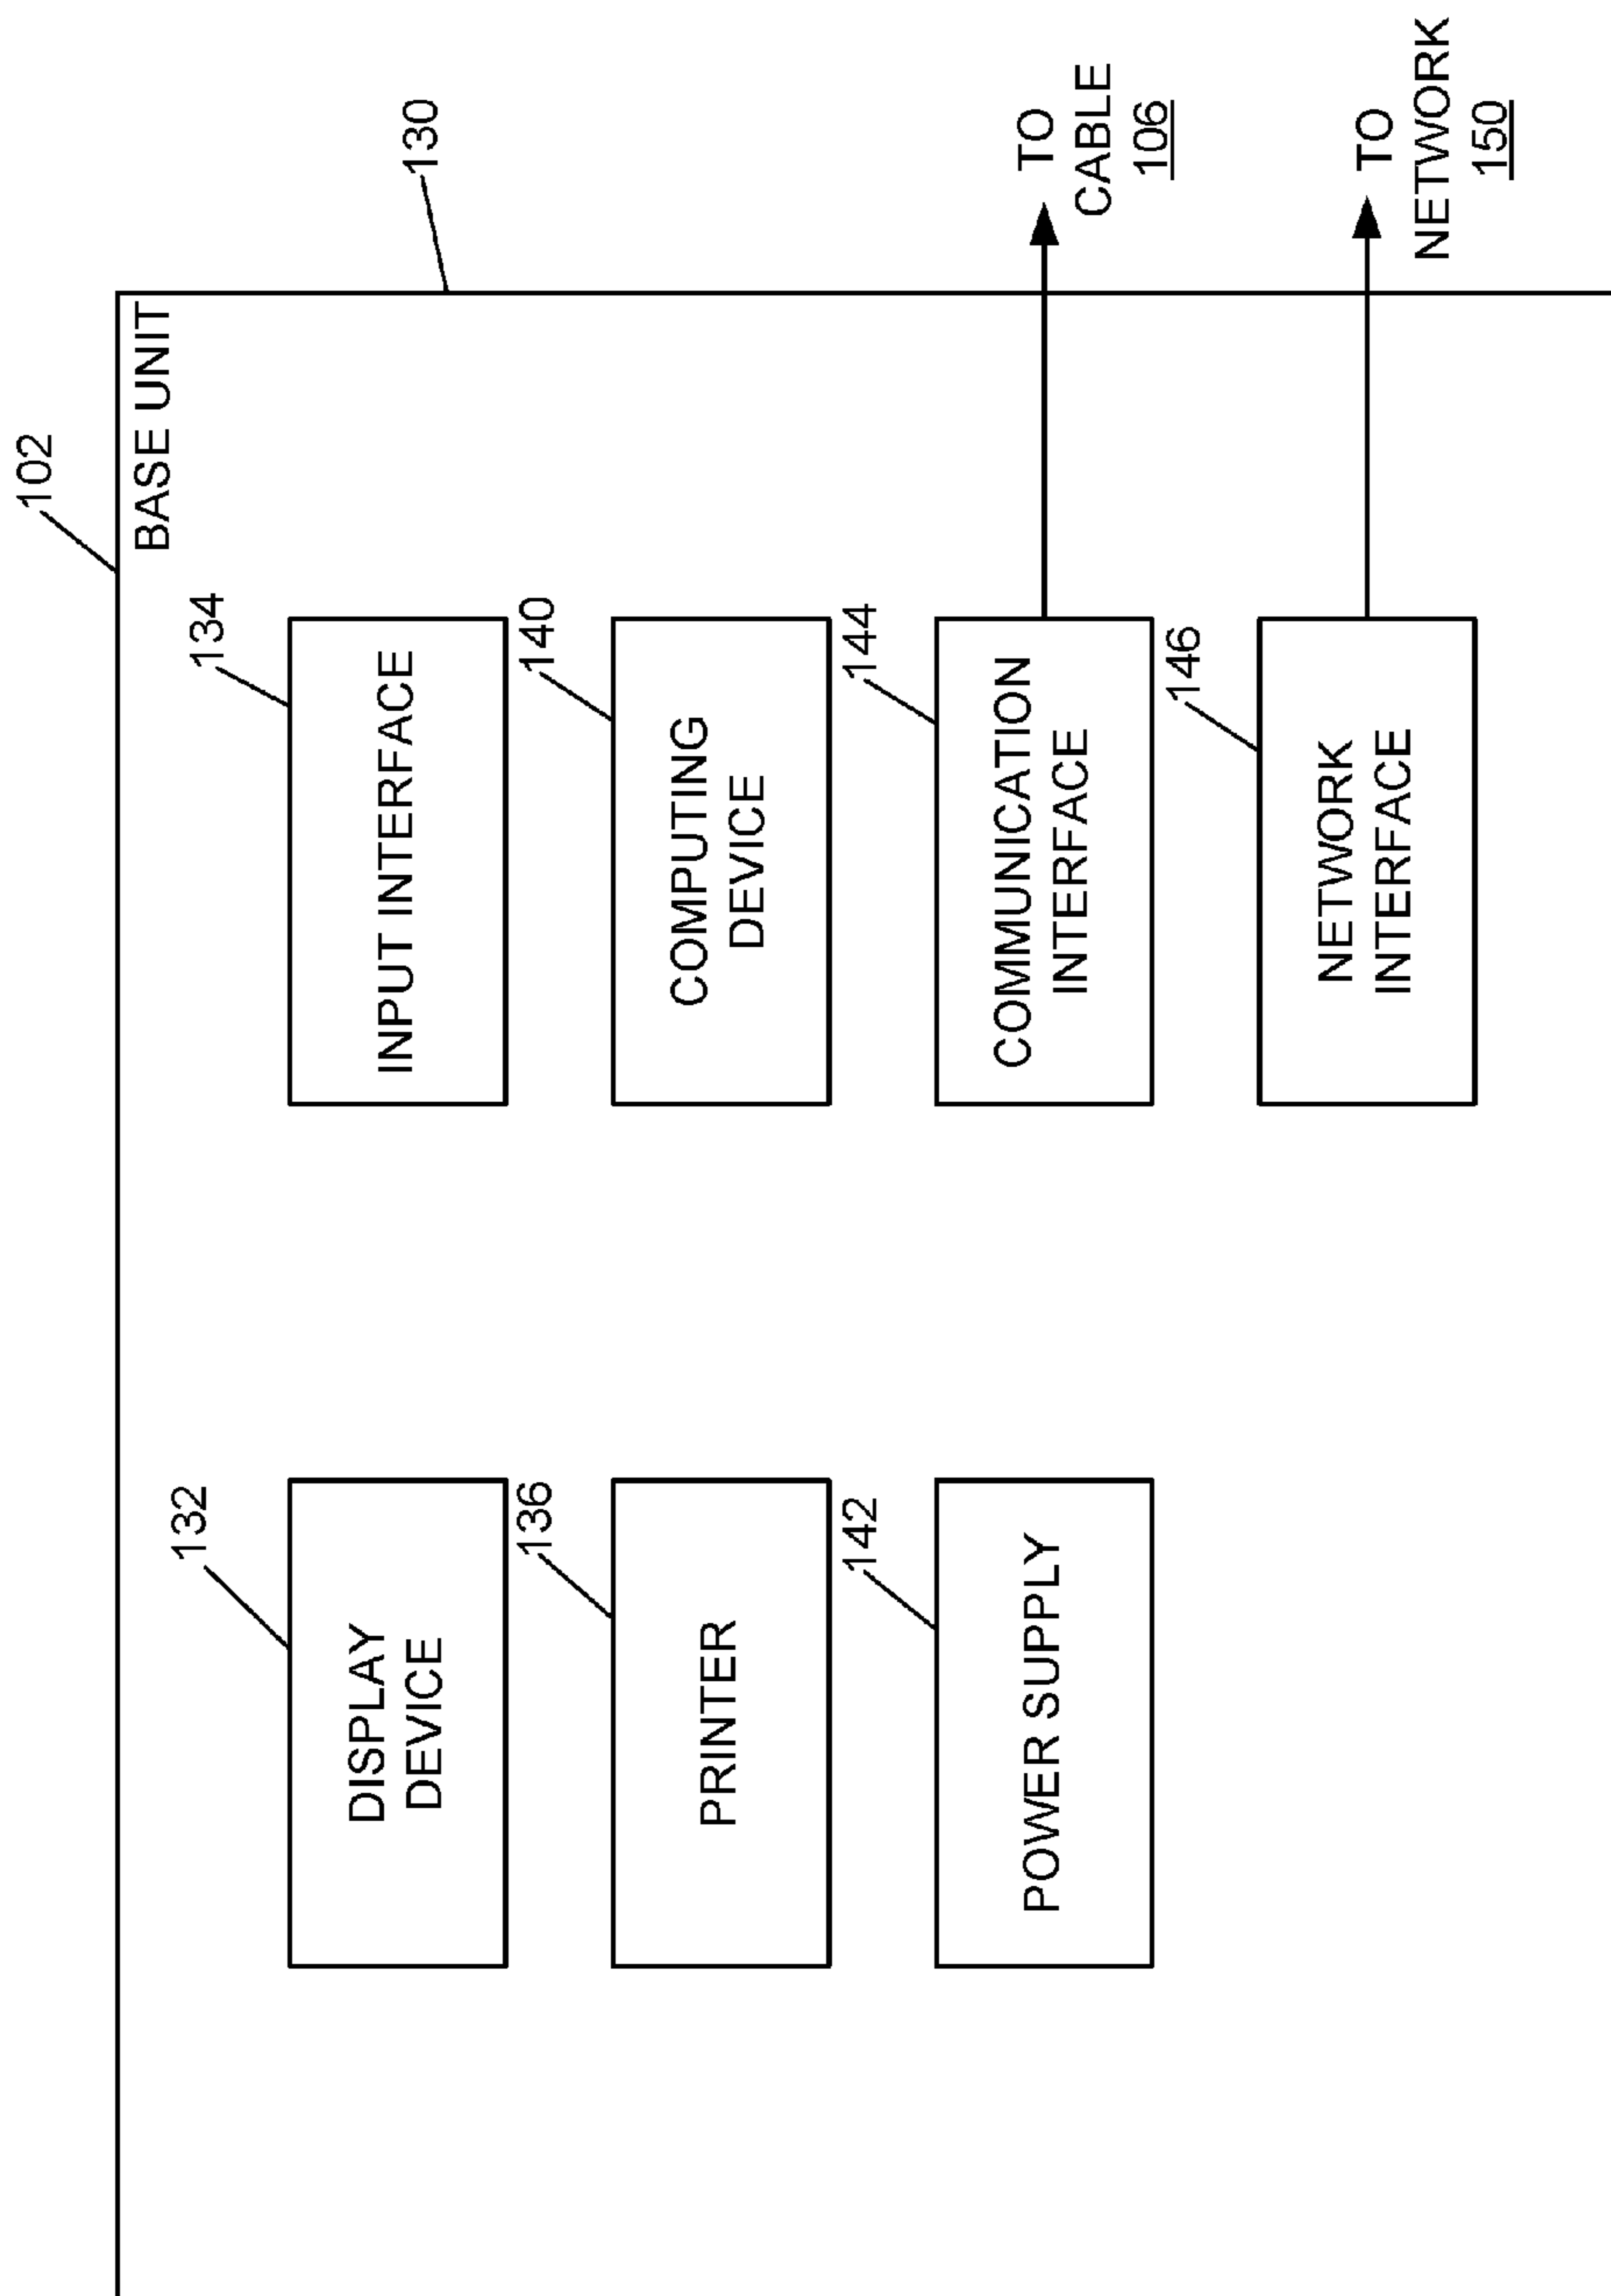 102
BASE UNIT
130
132
DISPLAY
DEVICE
134
INPUT INTERFACE
136
PRINTER
140
COMPUTING
DEVICE
142
POWER SUPPLY
144
COMMUNICATION
INTERFACE
TO
CABLE
106
146
NETWORK
INTERFACE
TO
NETWORK
150